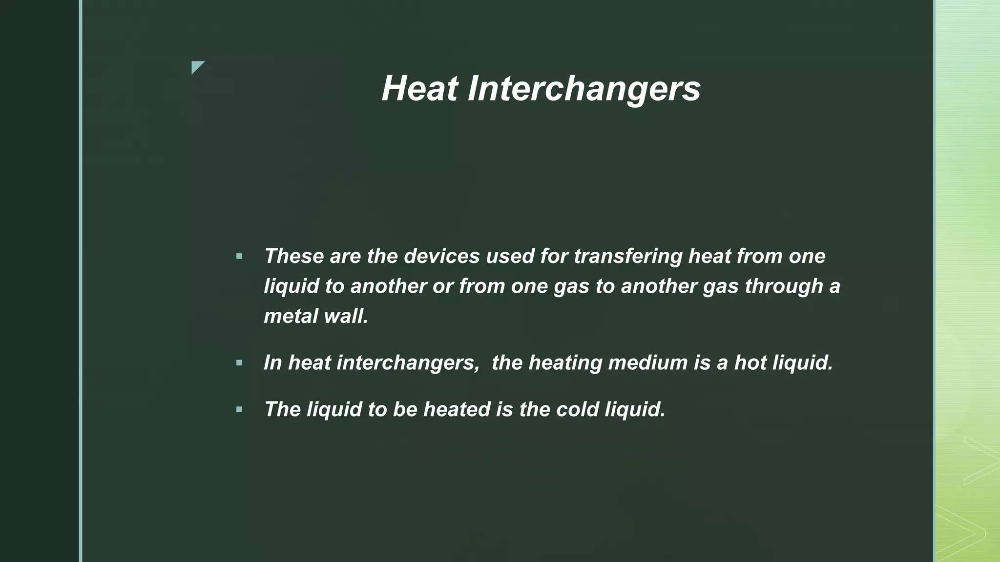 Heat Interchangers
These are the devices used for transfering heat from one
liquid to another or from one gas to another gas through a
metal wall.
In heat interchangers,  the heating medium is a hot liquid.
The liquid to be heated is the cold liquid.